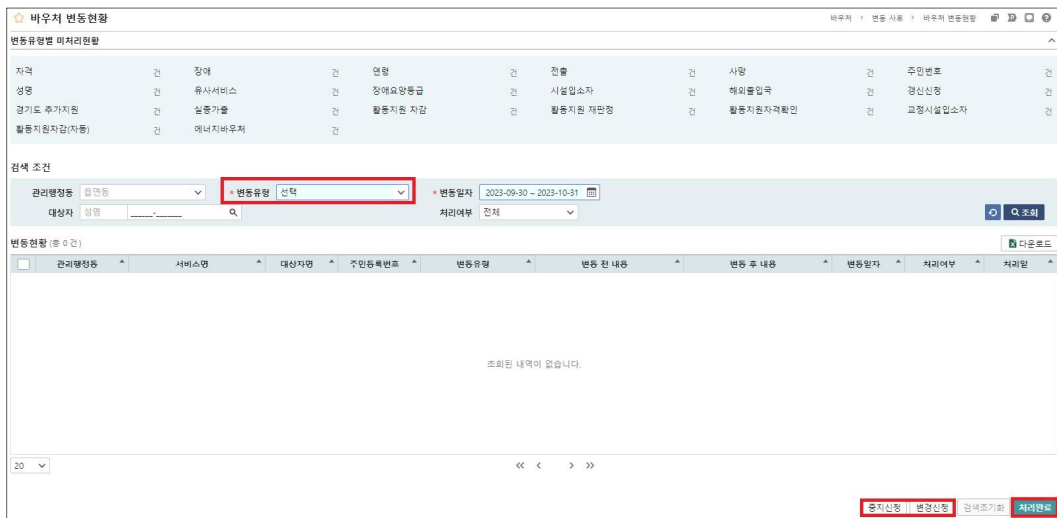 바우처 변동현황
바우처 > 변동 사후 > 바우처 변동현황
변동유형별 미처리현황
자격 건 장애 건 연령 건 전출 건 사망 건 주민번호 건
성명 건 유사서비스 건 장애요양등급 건 시설입소자 건 해외출입국 건 갱신신청 건
경기도 추가지원 건 실종가출 건 활동지원 자감 건 활동지원 재판정 건 활동지원자격확인 건 교정시설입소자 건
활동지원자감(자동) 건 에너지바우처 건
검색 조건
관리행정동 읍면동 * 변동유형 선택 * 변동일자 2023-09-30 ~ 2023-10-31
대상자 성명 ______-_______ 처리여부 전체 조회
변동현황 (총 0 건) 다운로드
관리행정동 서비스명 대상자명 주민등록번호 변동유형 변동 전 내용 변동 후 내용 변동일자 처리여부 처리일
조회된 내역이 없습니다.
20 << < > >>
중지신청 변경신청 검색초기화 처리완료